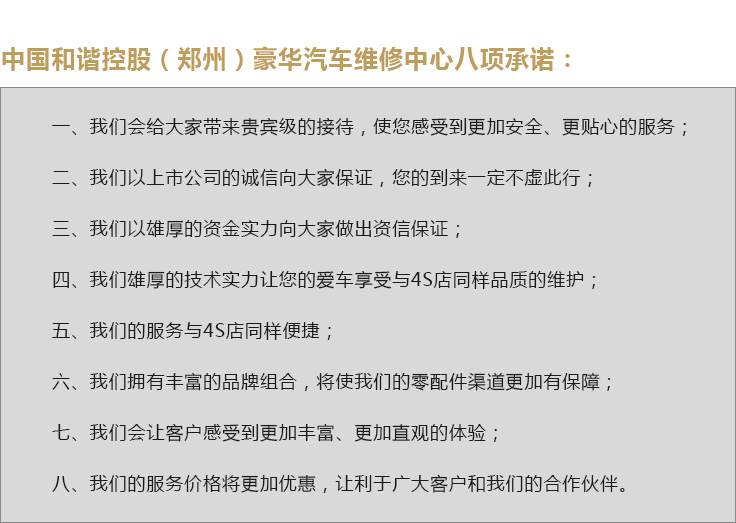 中国和谐控股（郑州）豪华汽车维修中心八项承诺：
一、我们会给大家带来贵宾级的接待，使您感受到更加安全、更贴心的服务；
二、我们以上市公司的诚信向大家保证，您的到来一定不虚此行；
三、我们以雄厚的资金实力向大家做出资信保证；
四、我们雄厚的技术实力让您的爱车享受与4S店同样品质的维护；
五、我们的服务与4S店同样便捷；
六、我们拥有丰富的品牌组合，将使我们的零配件渠道更加有保障；
七、我们会让客户感受到更加丰富、更加直观的体验；
八、我们的服务价格将更加优惠，让利于广大客户和我们的合作伙伴。